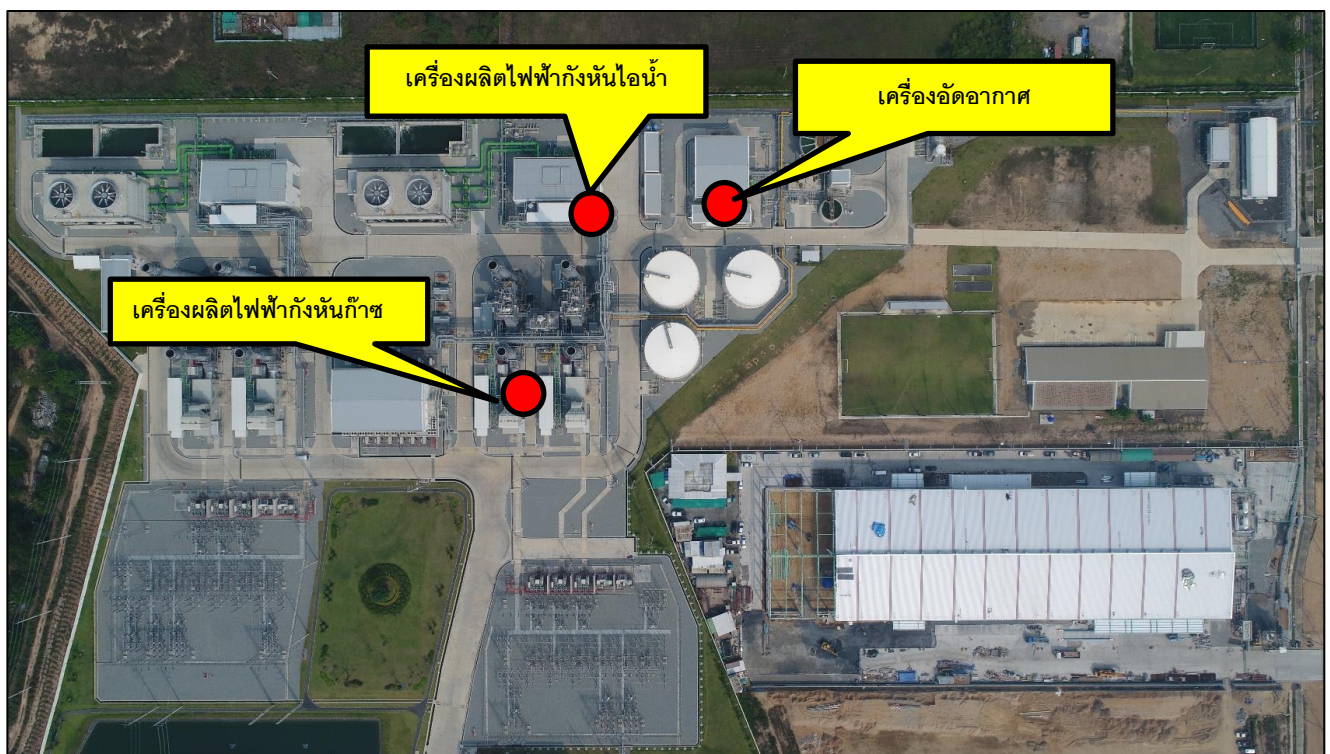 เครื่องผลิตไฟฟ้ากังหันไอน้ำ
เครื่องอัดอากาศ
เครื่องผลิตไฟฟ้ากังหันก๊าซ